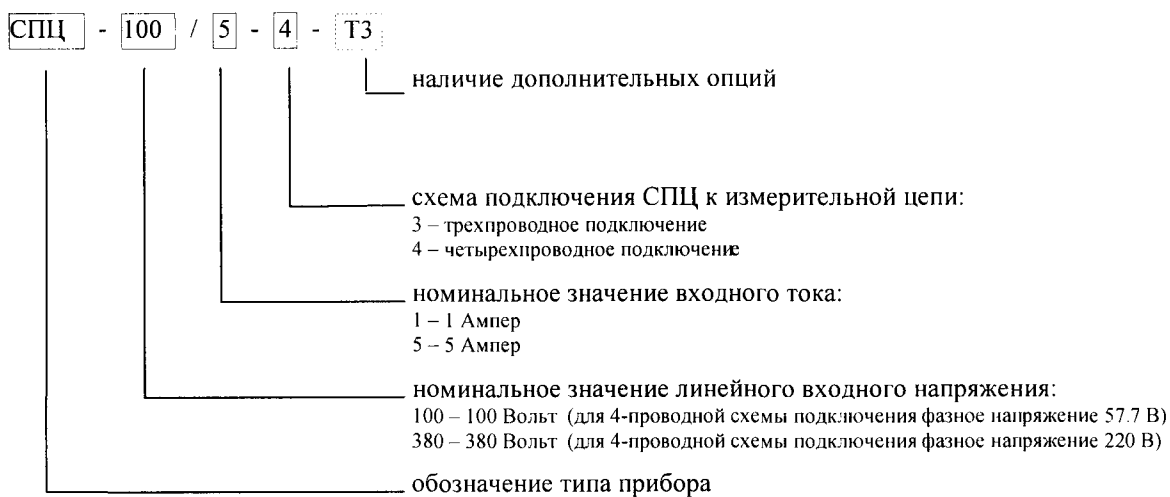 СПЦ - 100 / 5 - 4 - Т3
наличие дополнительных опций
схема подключения СПЦ к измерительной цепи:
3 – трехпроводное подключение
4 – четырехпроводное подключение
номинальное значение входного тока:
1 – 1 Ампер
5 – 5 Ампер
номинальное значение линейного входного напряжения:
100 – 100 Вольт (для 4-проводной схемы подключения фазное напряжение 57.7 В)
380 – 380 Вольт (для 4-проводной схемы подключения фазное напряжение 220 В)
обозначение типа прибора